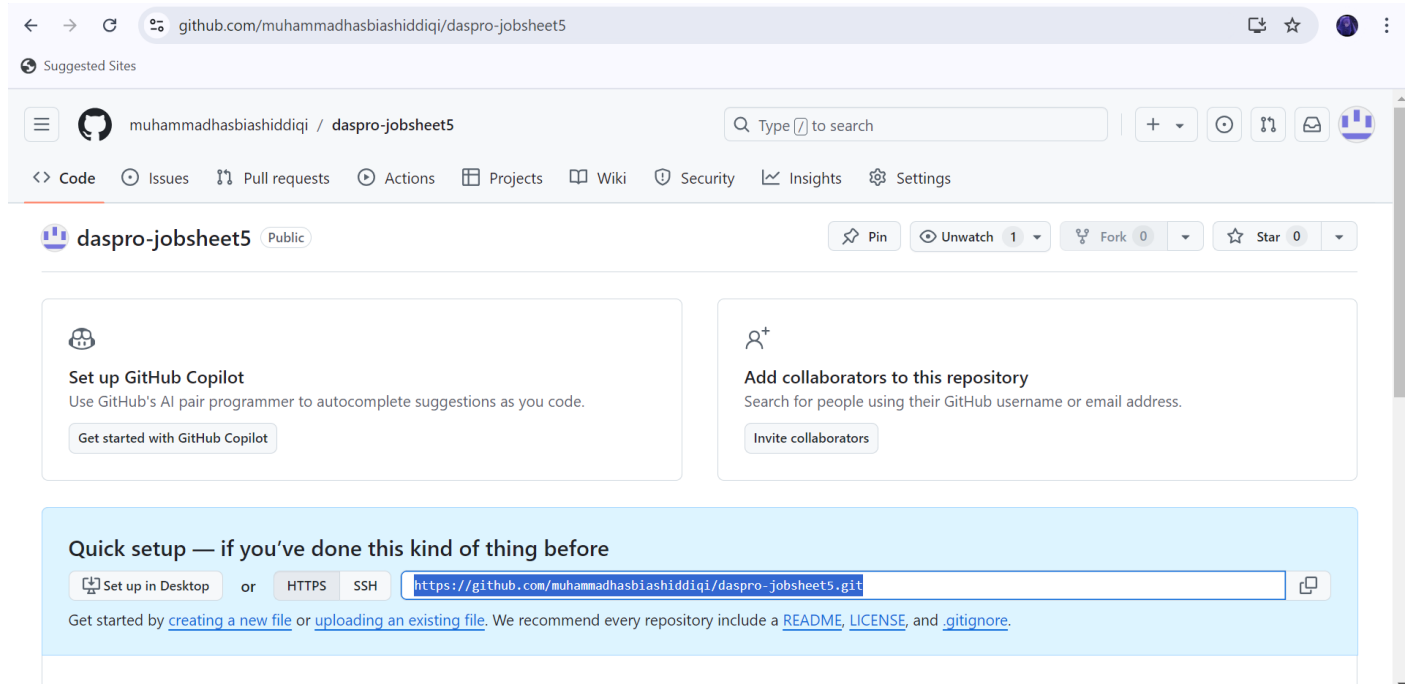 github.com/muhammadhasbiashiddiqi/daspro-jobsheet5
Suggested Sites
muhammadhasbiashiddiqi / daspro-jobsheet5
Type / to search
<> Code Issues Pull requests Actions Projects Wiki Security Insights Settings
daspro-jobsheet5 Public
Pin Unwatch 1 Fork 0 Star 0
Set up GitHub Copilot
Use GitHub's AI pair programmer to autocomplete suggestions as you code.
Get started with GitHub Copilot
Add collaborators to this repository
Search for people using their GitHub username or email address.
Invite collaborators
Quick setup — if you’ve done this kind of thing before
Set up in Desktop or HTTPS SSH https://github.com/muhammadhasbiashiddiqi/daspro-jobsheet5.git
Get started by creating a new file or uploading an existing file. We recommend every repository include a README, LICENSE, and .gitignore.